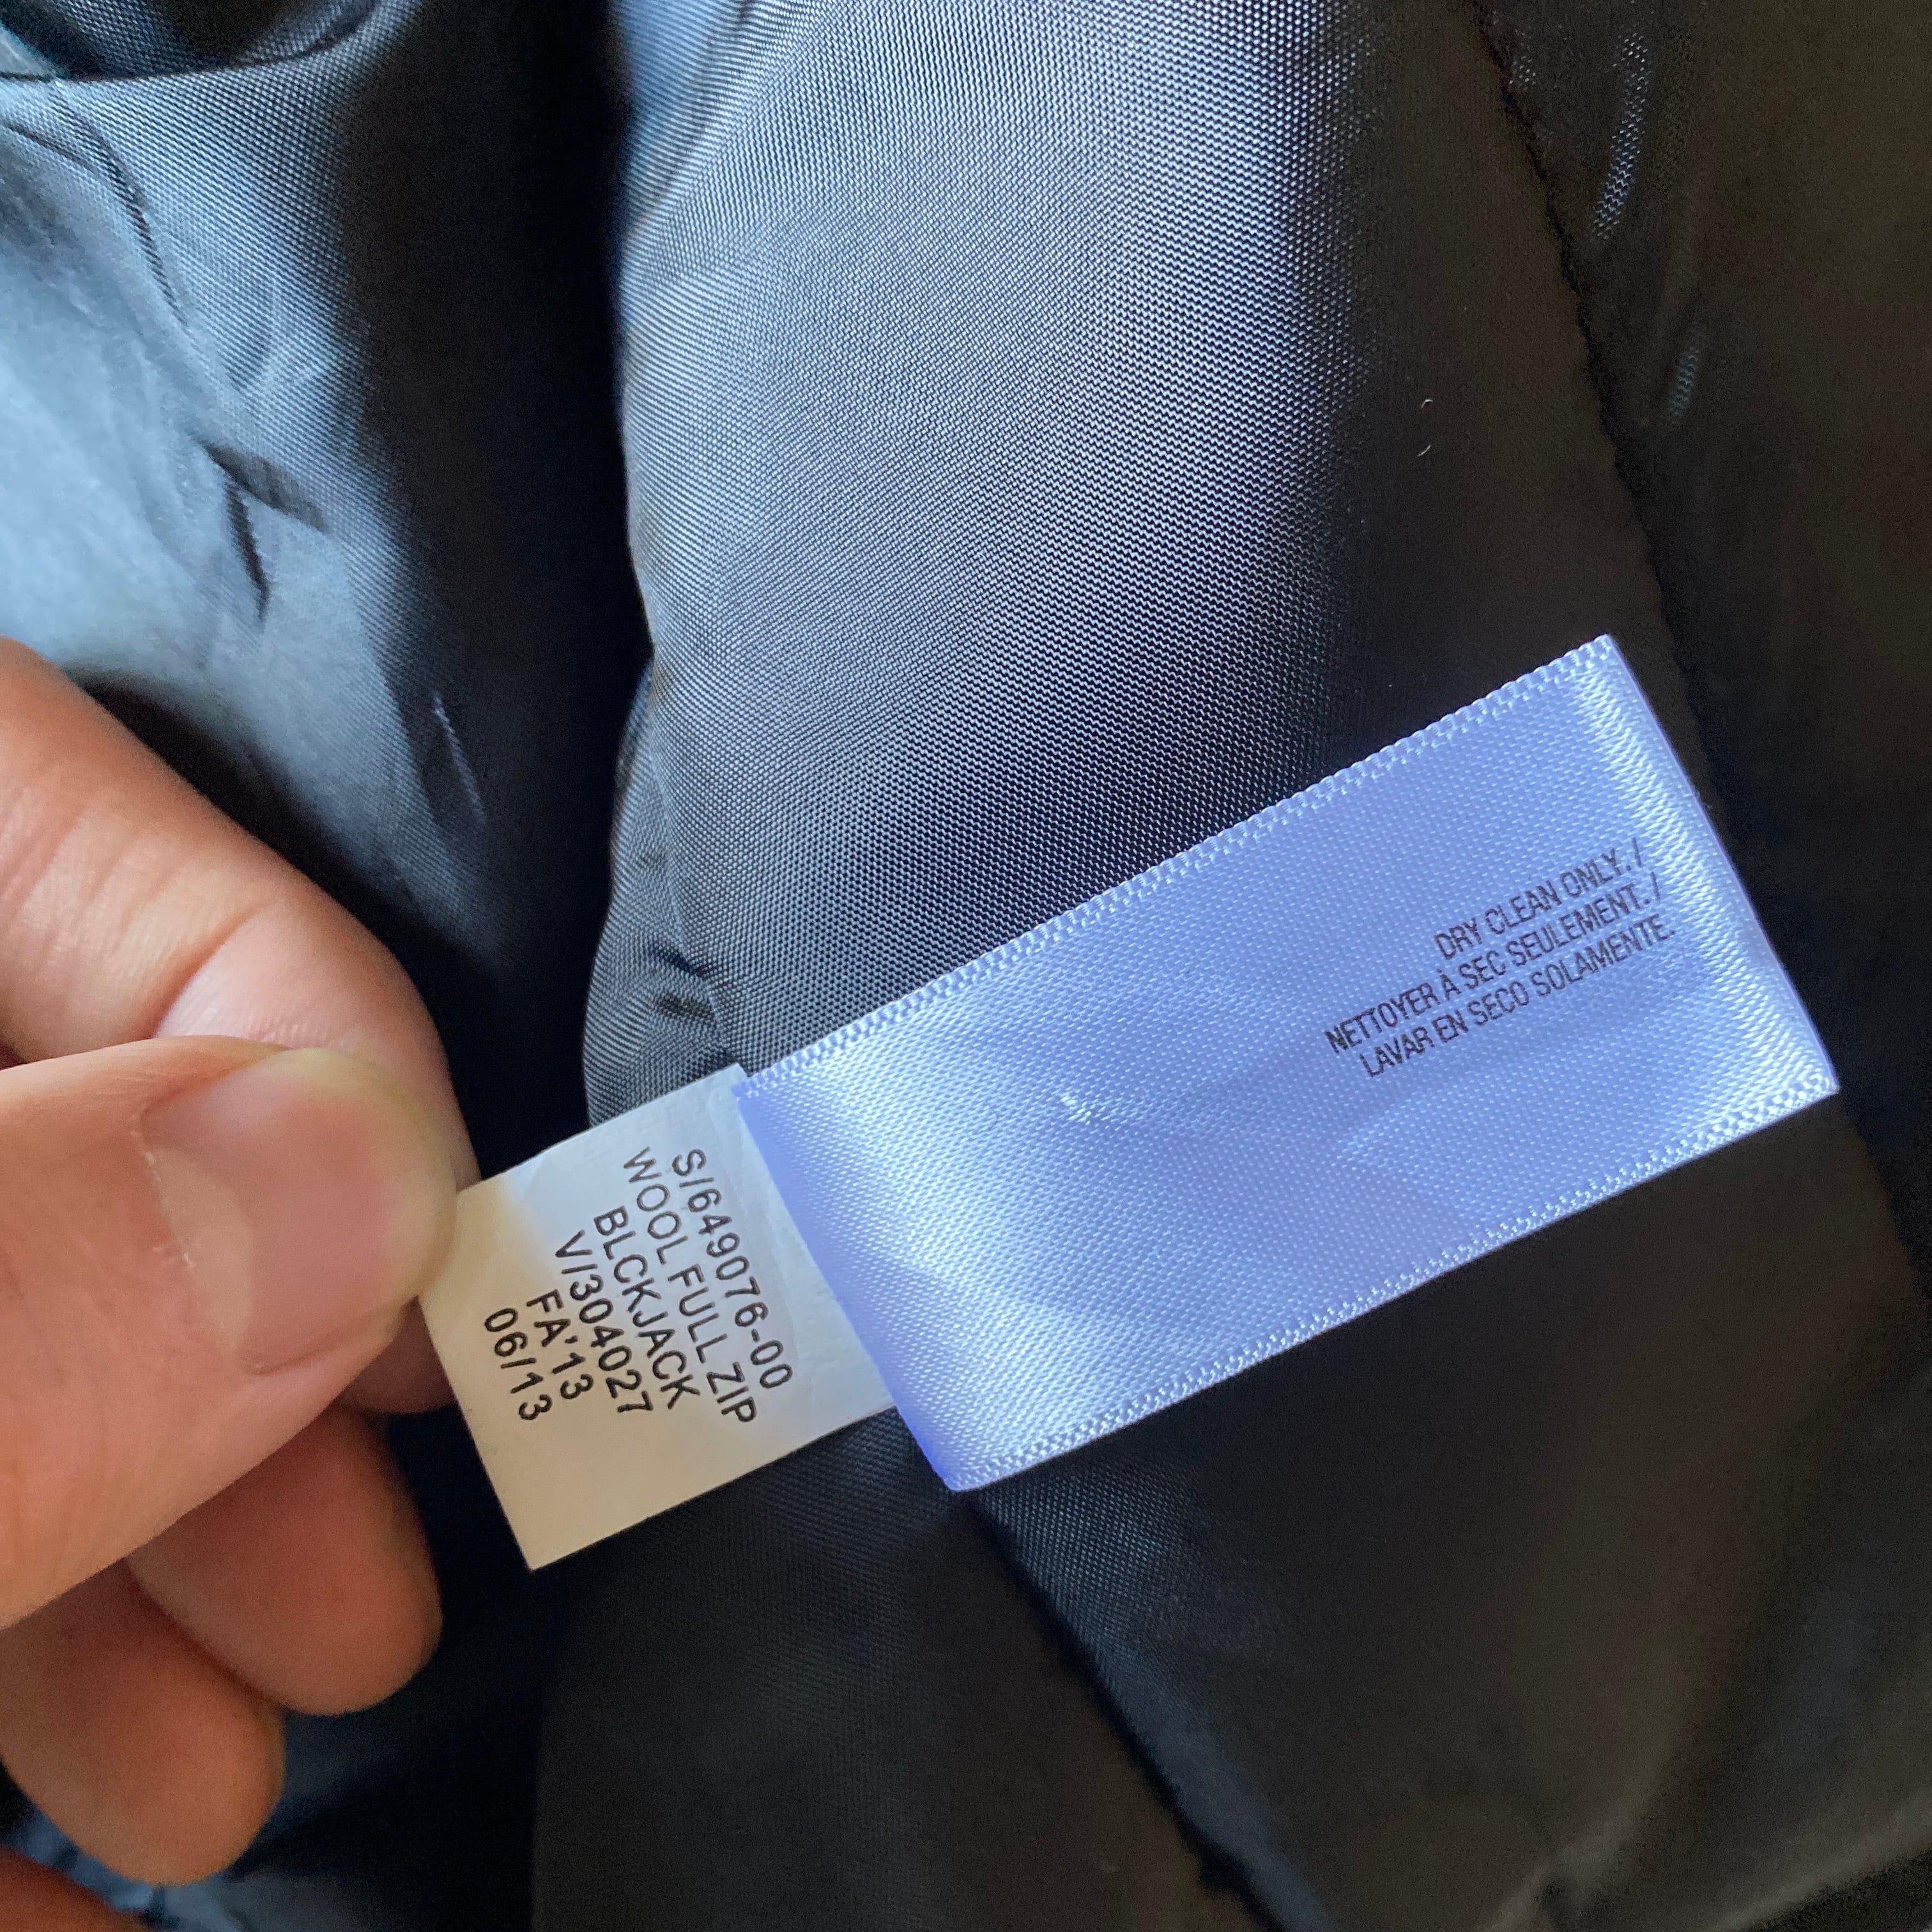 DRY CLEAN ONLY. /
NETTOYER À SEC SEULEMENT. /
LAVAR EN SECO SOLAMENTE.
S/649076-00
WOOL FULL ZIP
BLCKJACK
V/304027
FA'13
06/13